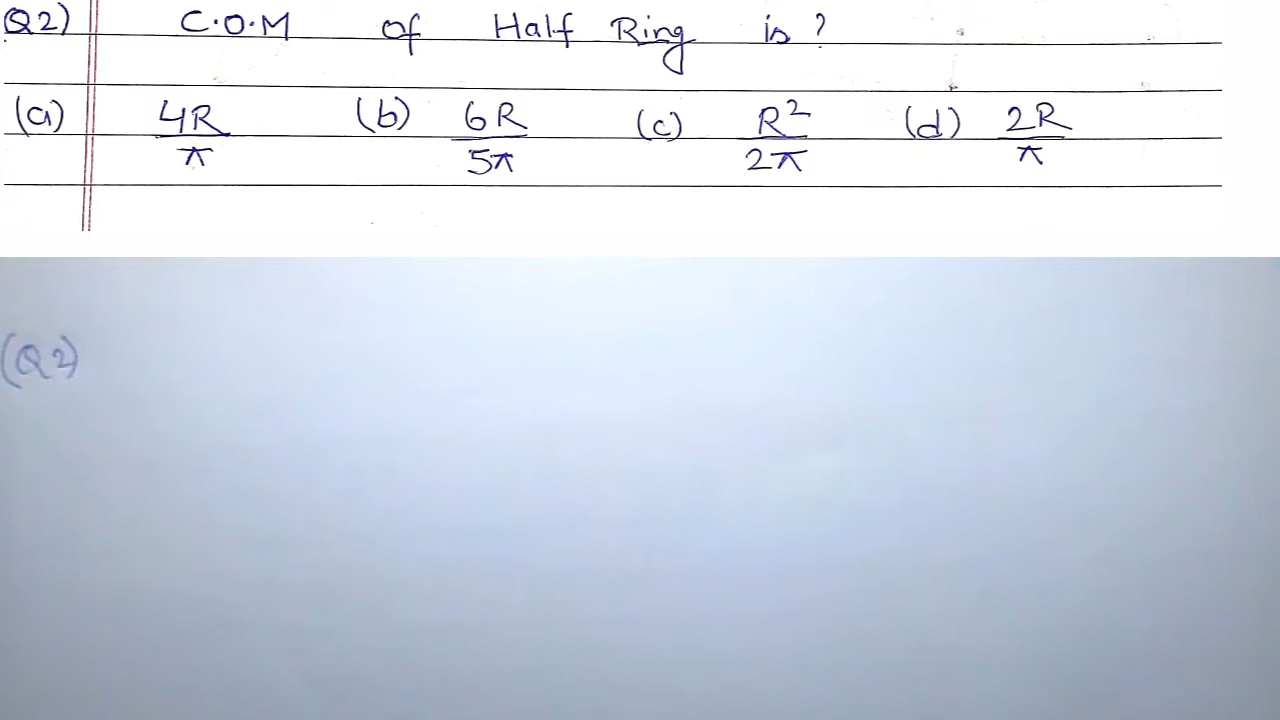 Q2) C.O.M of Half Ring is ?
(a) 4R/π (b) 6R/5π (c) R²/2π (d) 2R/π
(Q2)